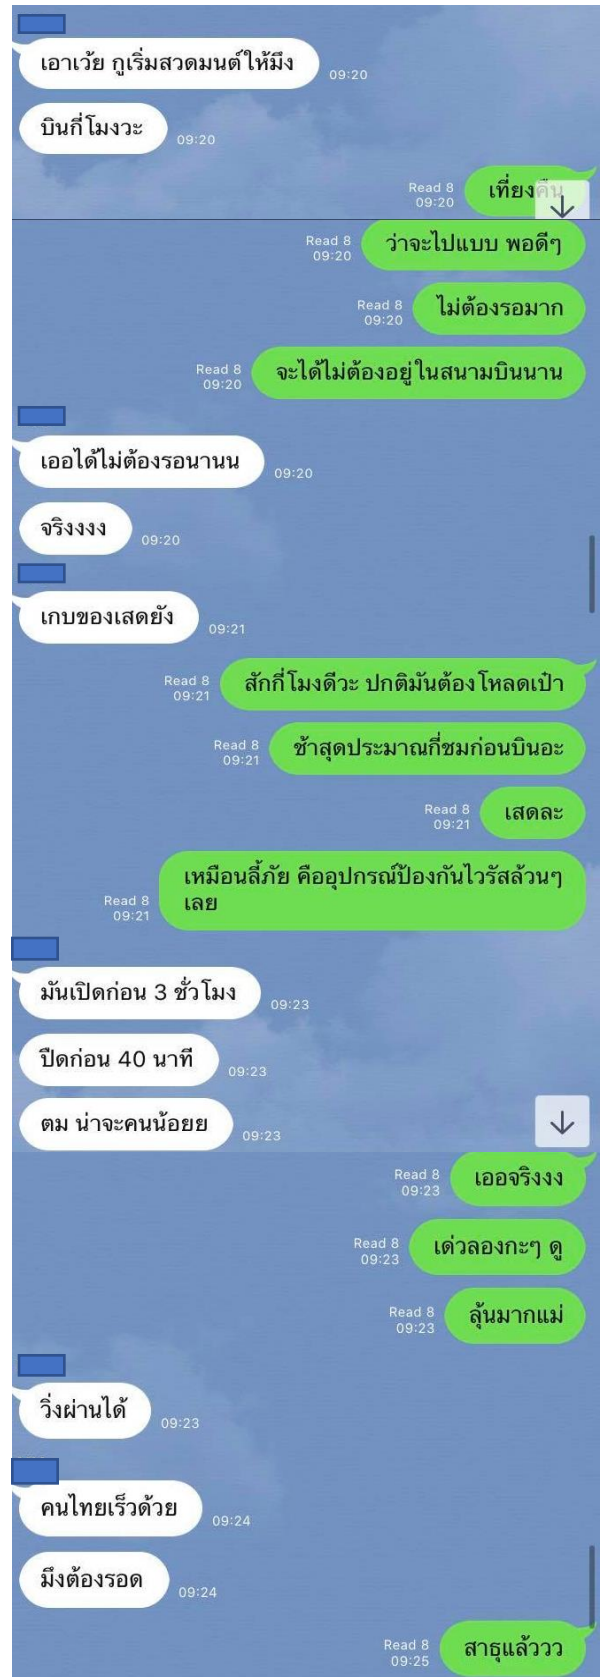 เอาเว้ย กูเริ่มสวดมนต์ให้มึง
09:20
บินกี่โมงวะ
09:20
Read 8
09:20
เที่ยงคืน
Read 8
09:20
ว่าจะไปแบบ พอดีๆ
Read 8
09:20
ไม่ต้องรอมาก
Read 8
09:20
จะได้ไม่ต้องอยู่ในสนามบินนาน
เออได้ไม่ต้องรอนานน
09:20
จริงงงง
09:20
เกบของเสดยัง
09:21
Read 8
09:21
สักกี่โมงดีวะ ปกติมันต้องโหลดเป๋า
Read 8
09:21
ช้าสุดประมาณกี่ชมก่อนบินอะ
Read 8
09:21
เสดละ
Read 8
09:21
เหมือนลี้ภัย คืออุปกรณ์ป้องกันไวรัสล้วนๆ
เลย
มันเปิดก่อน 3 ชั่วโมง
09:23
ปืดก่อน 40 นาที
09:23
ตม น่าจะคนน้อยย
09:23
Read 8
09:23
เออจริงงง
Read 8
09:23
เด่วลองกะๆ ดู
Read 8
09:23
ลุ้นมากแม่
วิ่งผ่านได้
09:23
คนไทยเร็วด้วย
09:24
มึงต้องรอด
09:24
Read 8
09:25
สาธุแล้ววว